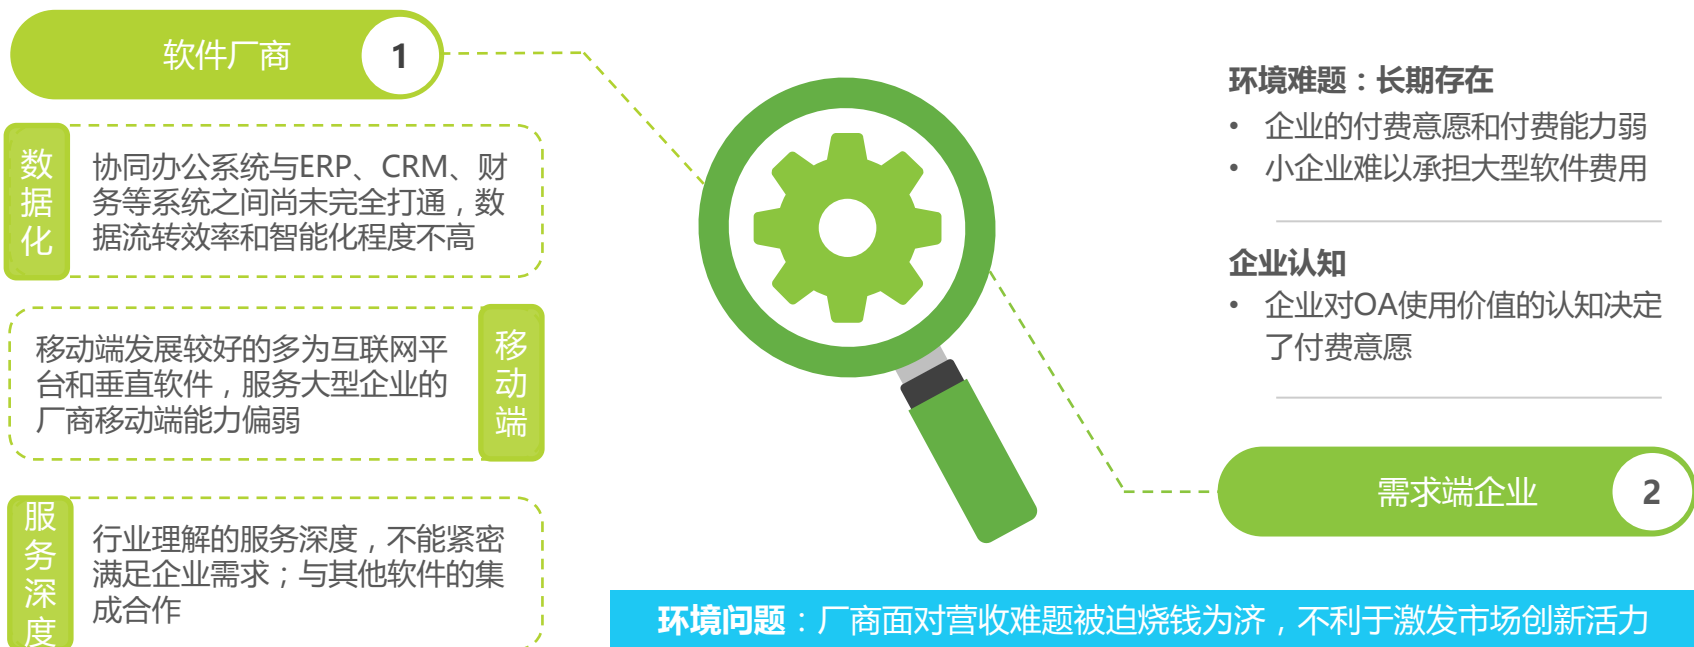 软件厂商 1
数据化
协同办公系统与ERP、CRM、财
务等系统之间尚未完全打通，数
据流转效率和智能化程度不高
移动端发展较好的多为互联网平
台和垂直软件，服务大型企业的
厂商移动端能力偏弱
移动端
服务深度
行业理解的服务深度，不能紧密
满足企业需求；与其他软件的集
成合作
环境难题：长期存在
• 企业的付费意愿和付费能力弱
• 小企业难以承担大型软件费用
企业认知
• 企业对OA使用价值的认知决定
了付费意愿
需求端企业 2
环境问题：厂商面对营收难题被迫烧钱为济，不利于激发市场创新活力